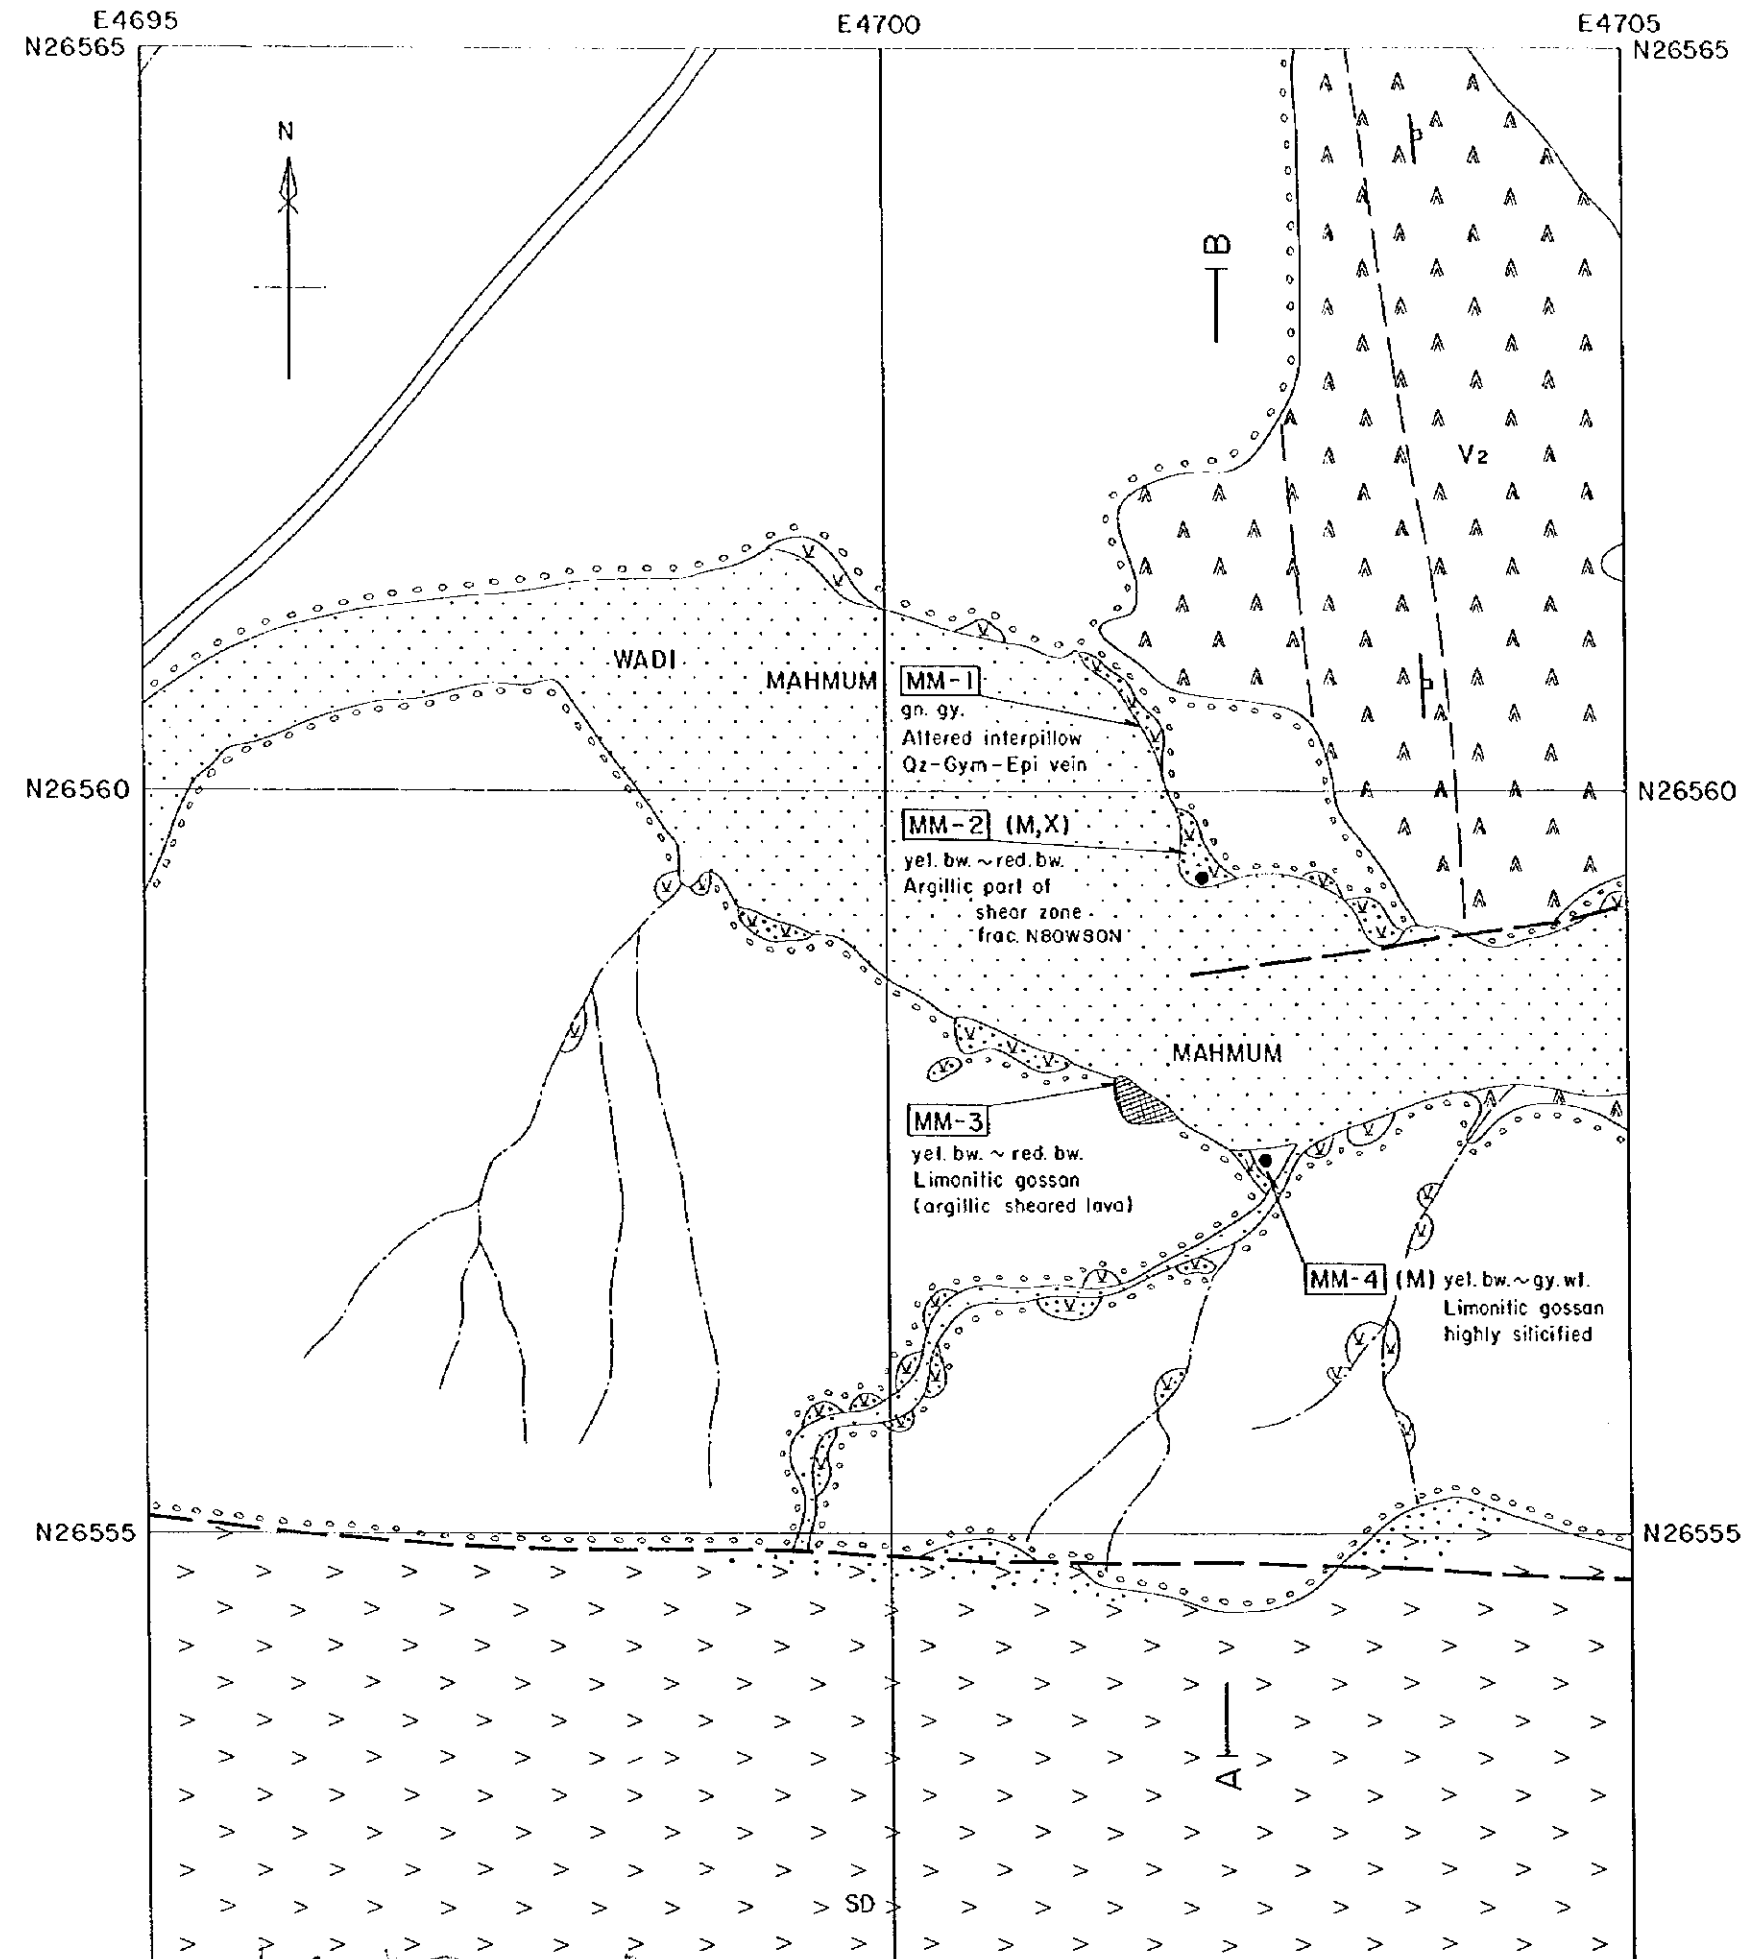 E4695 E4700 E4705
N26565 N26565
N
B
V2
WADI
MAHMUM
MM-1
gn. gy.
Altered interpillow
Qz-Gym-Epi vein
N26560 N26560
MM-2 (M,X)
yel. bw. ~ red. bw.
Argillic part of
shear zone
frac. N80W80N
MAHMUM
MM-3
yel. bw. ~ red. bw.
Limonitic gossan
(argillic sheared lava)
MM-4 (M) yel. bw. ~ gy. wt.
Limonitic gossan
highly silicified
N26555 N26555
A
SD